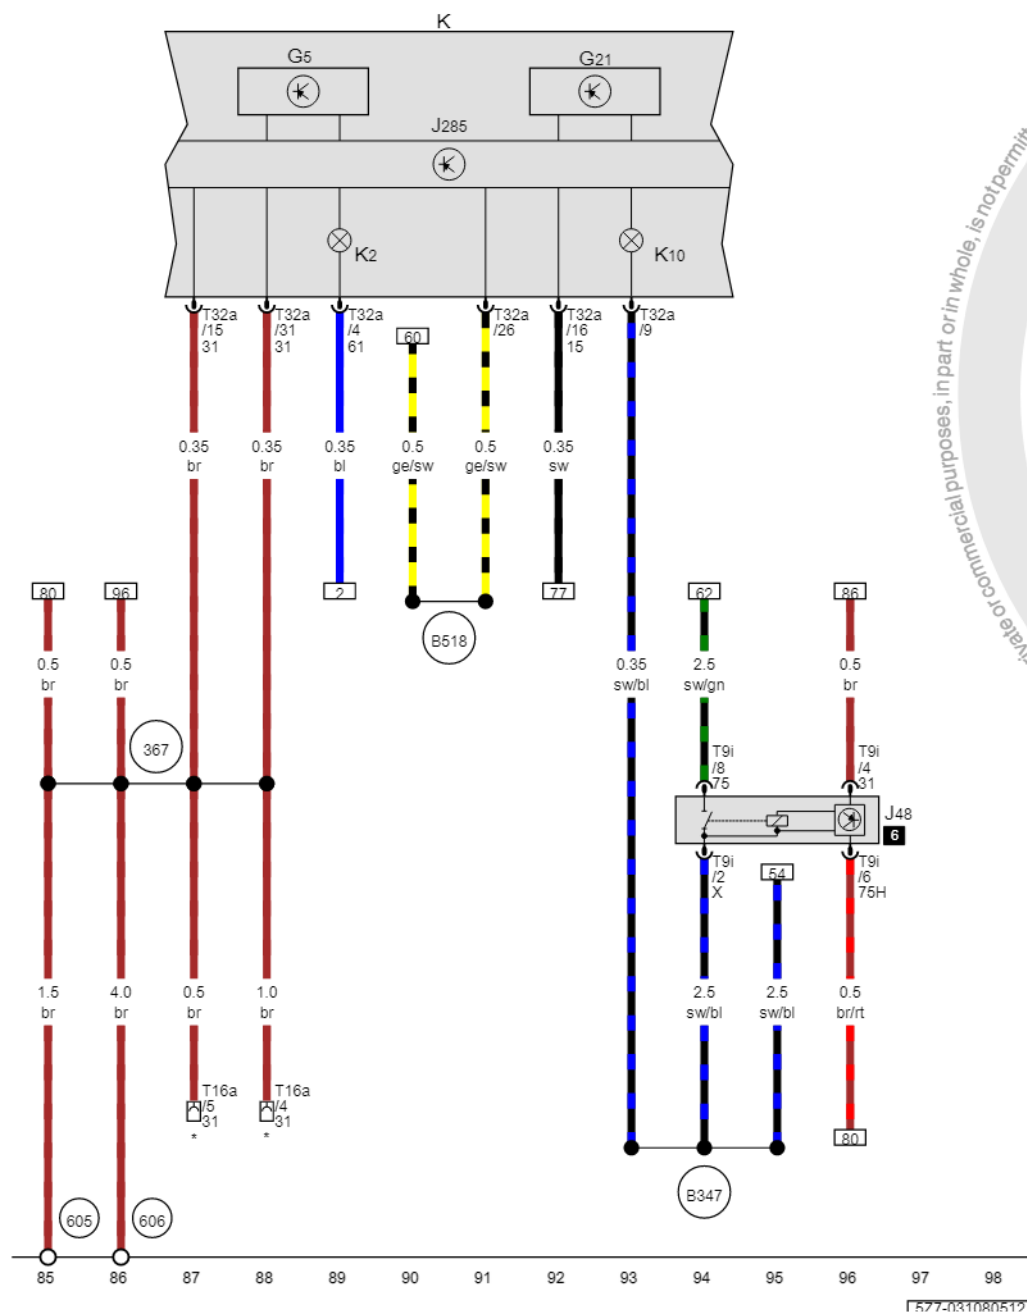 K
G5
G21
J285
K2
K10
T32a
/15
31
T32a
/31
31
T32a
/4
61
T32a
/26
T32a
/16
15
T32a
/9
60
0.35
br
0.35
br
0.35
bl
0.5
ge/sw
0.5
ge/sw
0.35
sw
80
96
2
77
62
86
B518
0.5
br
0.5
br
0.35
sw/bl
2.5
sw/gn
0.5
br
367
T9i
/8
75
T9i
/4
31
J48
6
T9i
/2
X
54
T9i
/6
75H
1.5
br
4.0
br
0.5
br
1.0
br
2.5
sw/bl
2.5
sw/bl
0.5
br/rt
T16a
/5
31
*
T16a
/4
31
*
80
B347
605
606
85 86 87 88 89 90 91 92 93 94 95 96 97 98
577-031080512
or commercial purposes, in part or in whole, is not permitt